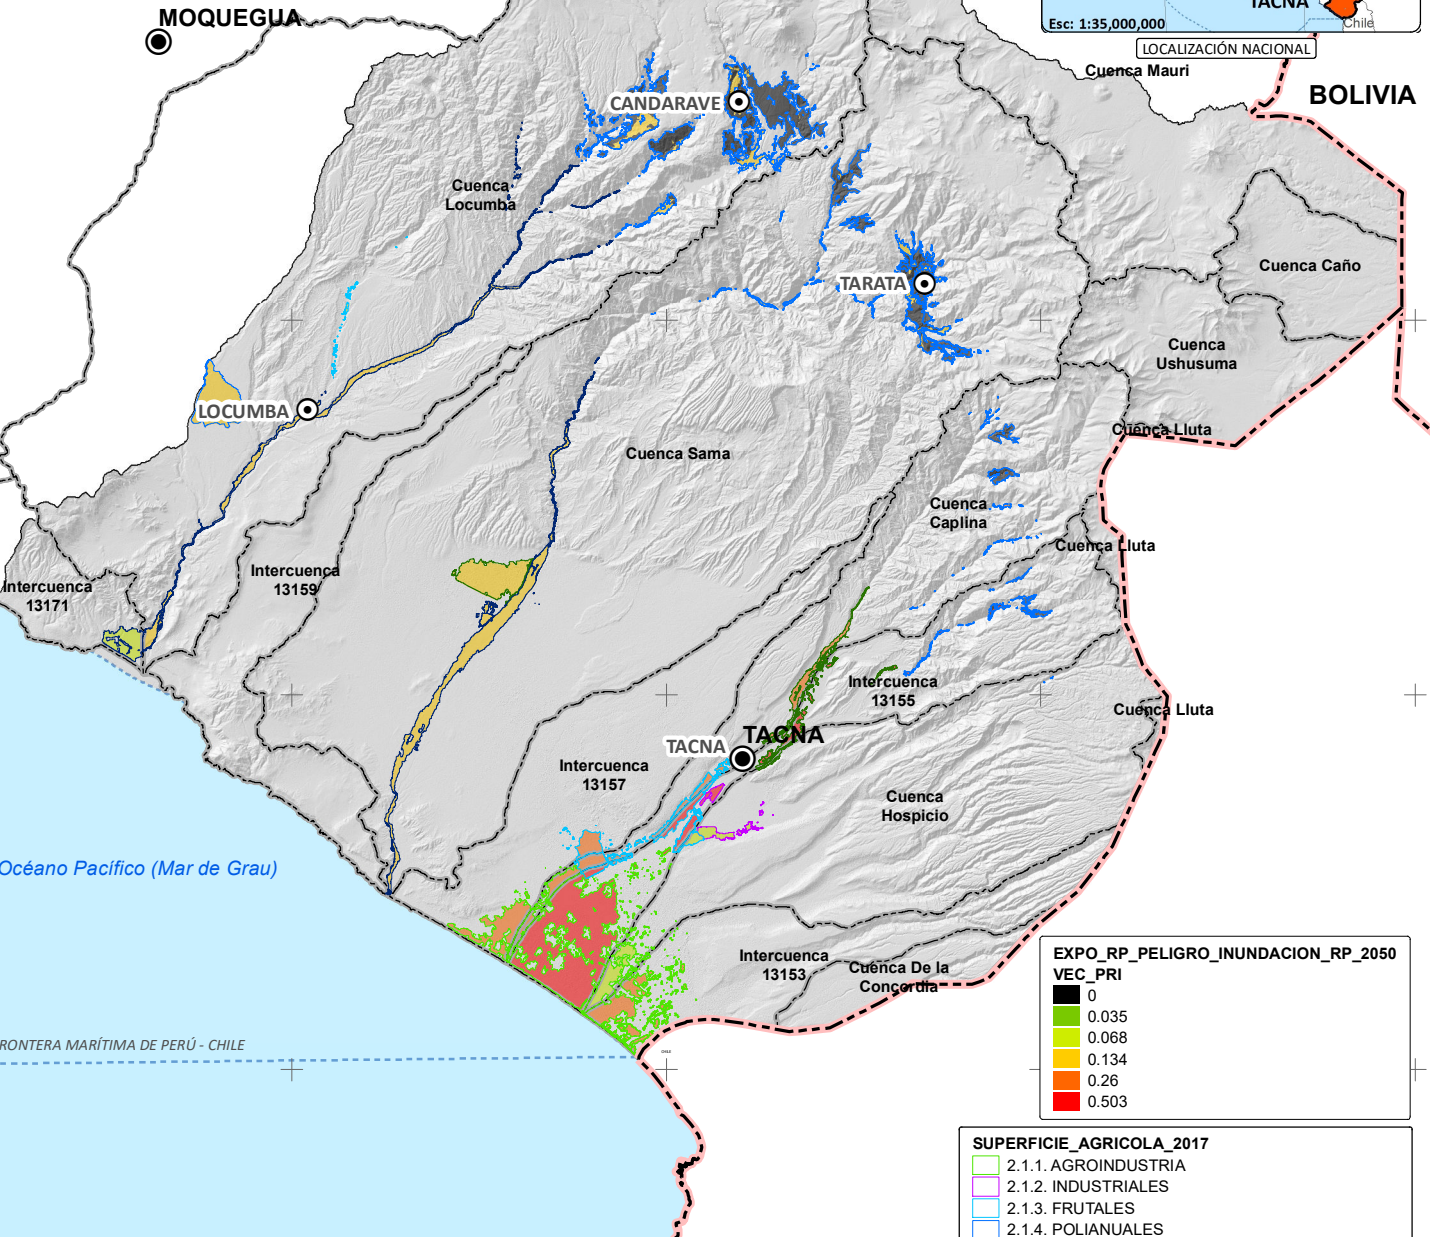 MOQUEGUA
TACNA
Chile
Esc: 1:35,000,000
LOCALIZACIÓN NACIONAL
Cuenca Mauri
BOLIVIA
CANDARAVE
Cuenca
Locumba
Cuenca Caño
TARATA
Cuenca
Ushusuma
LOCUMBA
Cuenca Lluta
Cuenca Sama
Cuenca
Caplina
Cuenca Lluta
Intercuenca
13171
Intercuenca
13159
Intercuenca
13155
Cuenca Lluta
TACNA
TACNA
Intercuenca
13157
Cuenca
Hospicio
Océano Pacífico (Mar de Grau)
Intercuenca
13153
Cuenca De la
Concordia
RONTERA MARÍTIMA DE PERÚ - CHILE
EXPO_RP_PELIGRO_INUNDACION_RP_2050
VEC_PRI
0
0.035
0.068
0.134
0.26
0.503
SUPERFICIE_AGRICOLA_2017
2.1.1. AGROINDUSTRIA
2.1.2. INDUSTRIALES
2.1.3. FRUTALES
2.1.4. POLIANUALES